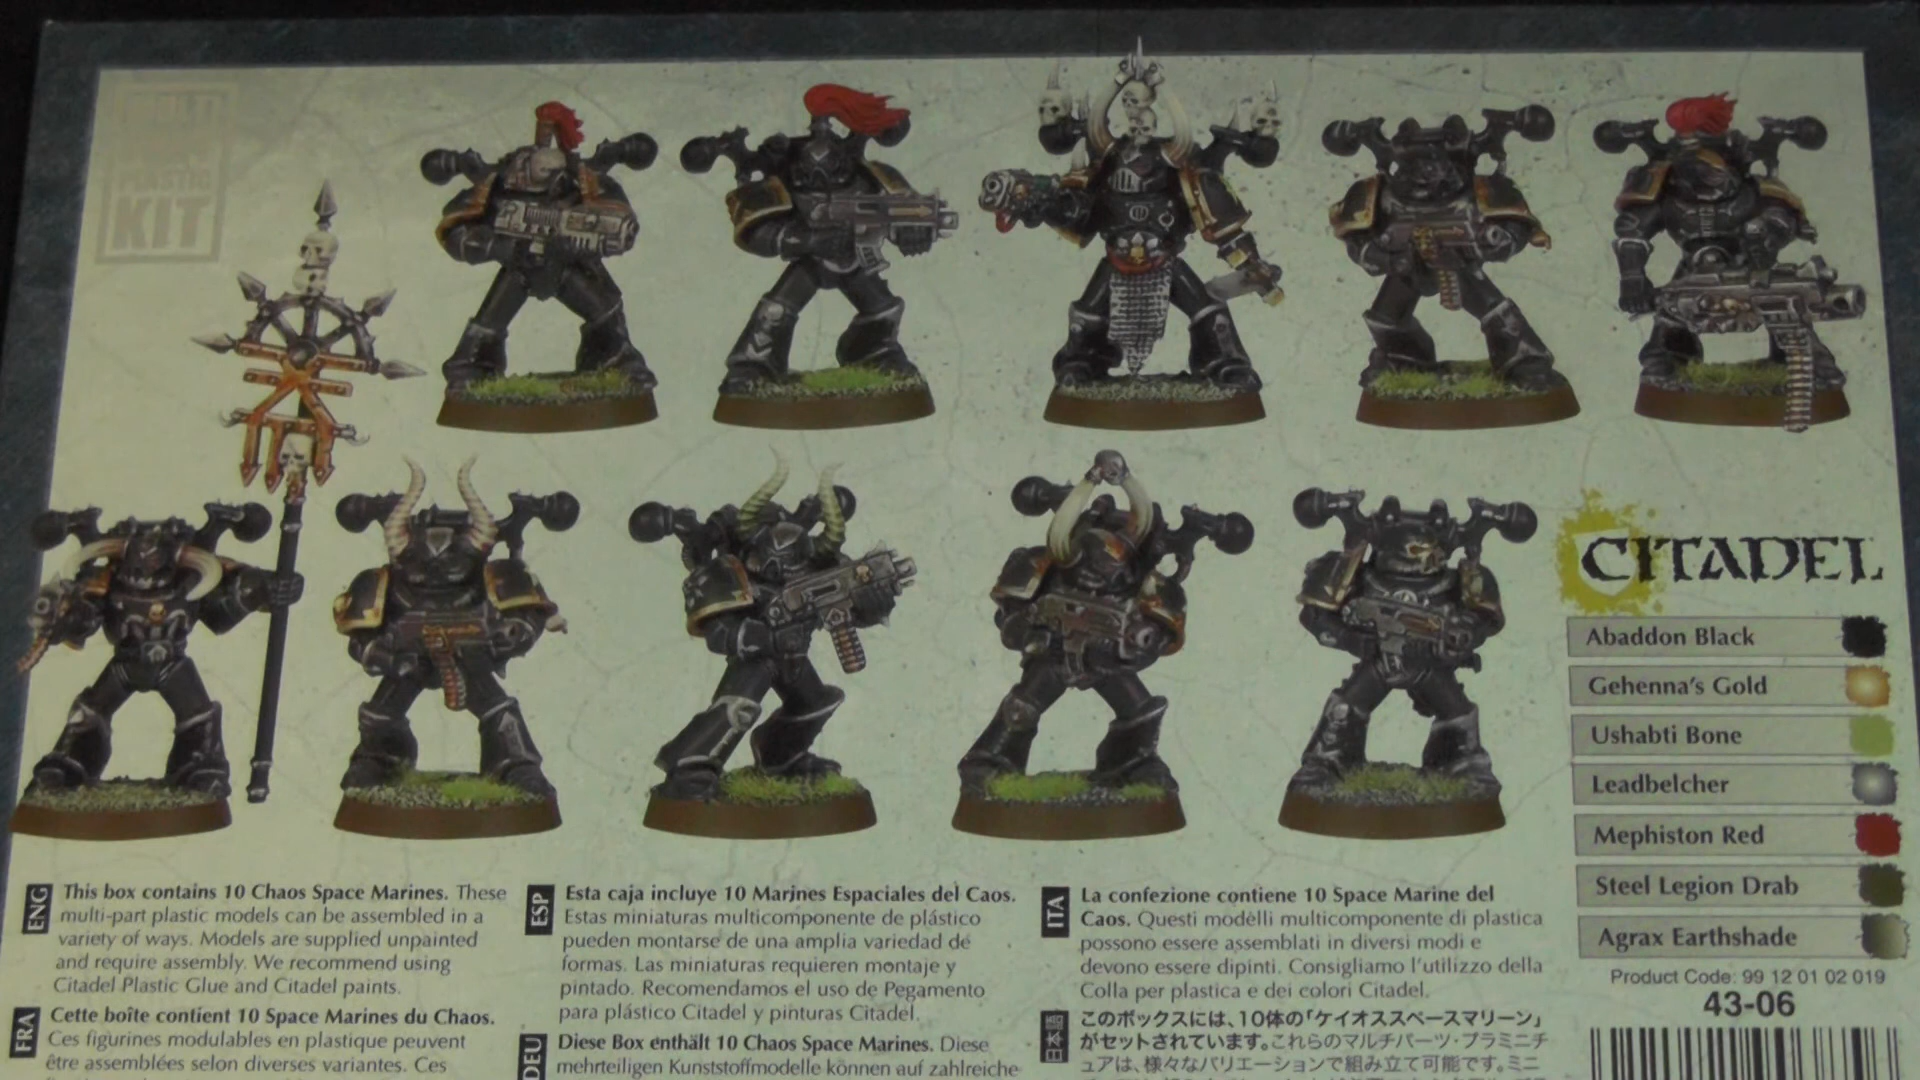 MULTI
PLASTIC
KIT
CITADEL
Abaddon Black
Gehenna's Gold
Ushabti Bone
Leadbelcher
Mephiston Red
Steel Legion Drab
Agrax Earthshade
Product Code: 99 12 01 02 019
43-06
ENG
This box contains 10 Chaos Space Marines. These
multi-part plastic models can be assembled in a
variety of ways. Models are supplied unpainted
and require assembly. We recommend using
Citadel Plastic Glue and Citadel paints.
FRA
Cette boîte contient 10 Space Marines du Chaos.
Ces figurines modulables en plastique peuvent
être assemblées selon diverses variantes. Ces
ESP
Esta caja incluye 10 Marines Espaciales del Caos.
Estas miniaturas multicomponente de plástico
pueden montarse de una amplia variedad de
formas. Las miniaturas requieren montaje y
pintado. Recomendamos el uso de Pegamento
para plástico Citadel y pinturas Citadel.
DEU
Diese Box enthält 10 Chaos Space Marines. Diese
mehrteiligen Kunststoffmodelle können auf zahlreiche
ITA
La confezione contiene 10 Space Marine del
Caos. Questi modelli multicomponente di plastica
possono essere assemblati in diversi modi e
devono essere dipinti. Consigliamo l'utilizzo della
Colla per plastica e dei colori Citadel.
日本語
このボックスには、10体の「ケイオススペースマリーン」
がセットされています。これらのマルチパーツ・プラミニチ
ュアは、様々なバリエーションで組み立て可能です。ミニ